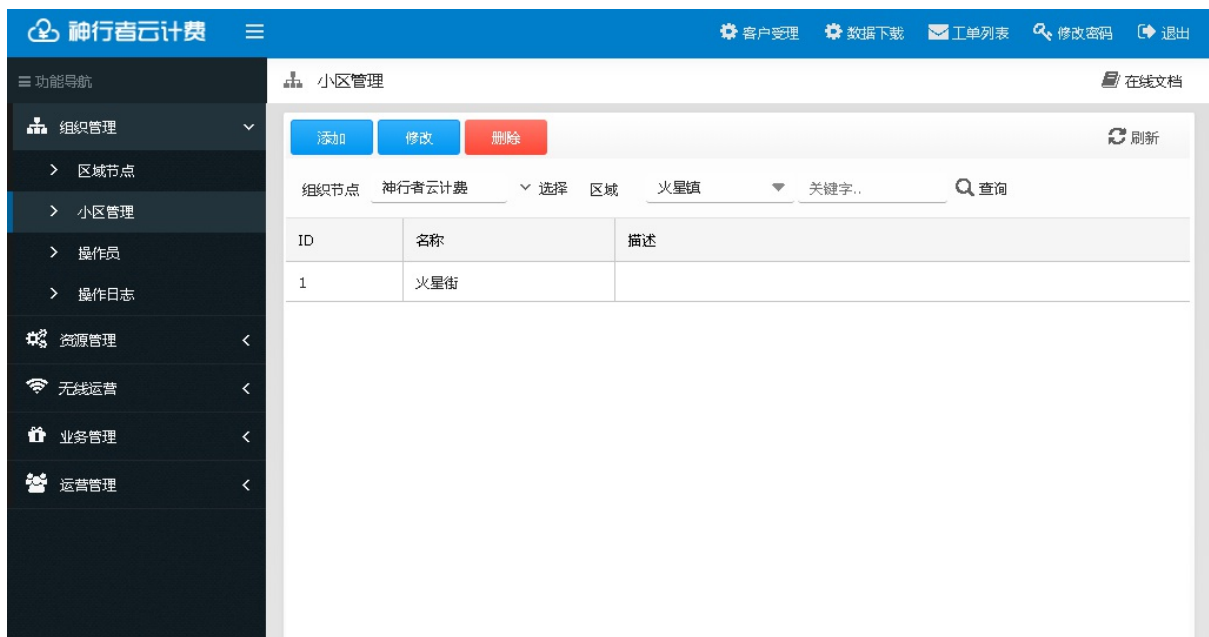 神行者云计费
客户受理 数据下载 工单列表 修改密码 退出
功能导航
小区管理 在线文档
组织管理
添加 修改 删除 刷新
区域节点
组织节点 神行者云计费 选择 区域 火星镇 关键字.. 查询
小区管理
ID 名称 描述
操作员
1 火星街
操作日志
资源管理
无线运营
业务管理
运营管理